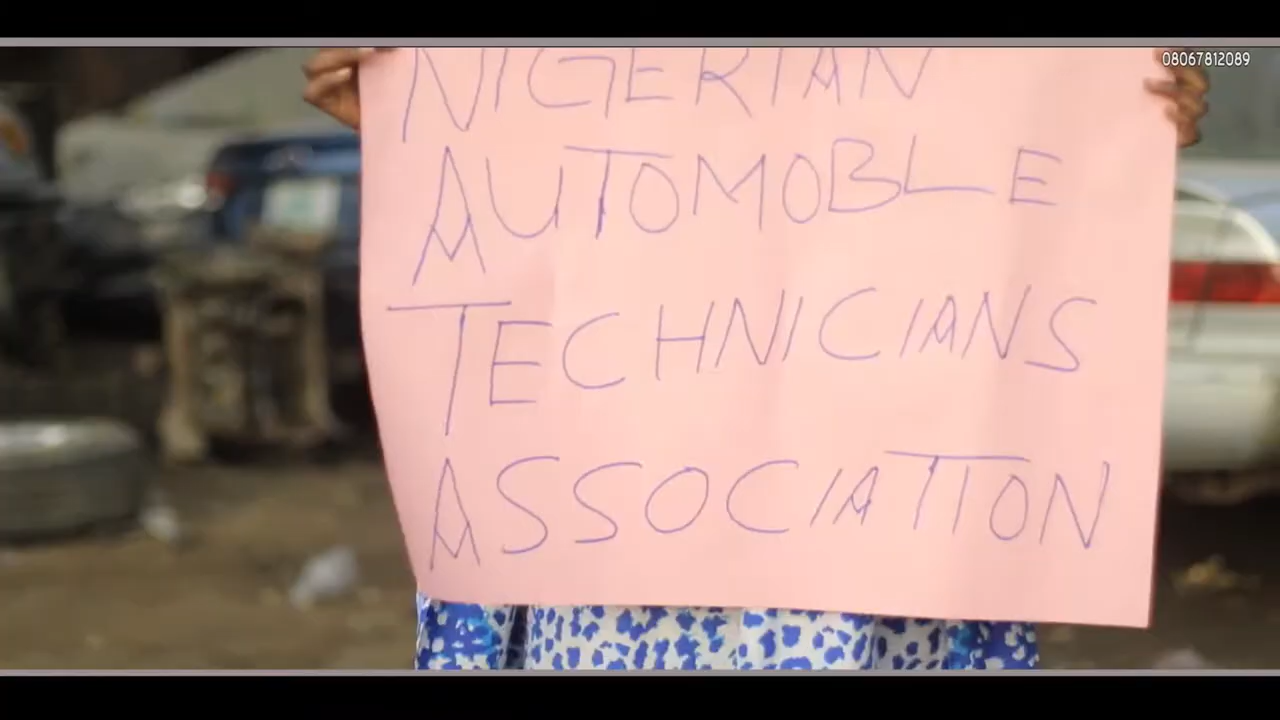 08067812089
NIGERIAN
AUTOMOBLE
TECHNICIANS
ASSOCIATION